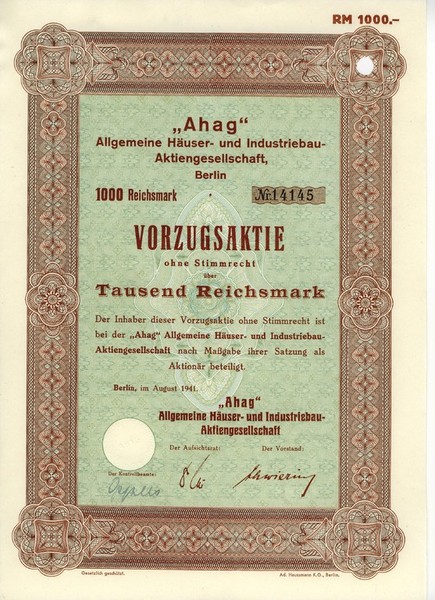 RM 1000.–
„Ahag“
Allgemeine Häuser- und Industriebau-
Aktiengesellschaft,
Berlin
1000 Reichsmark
Nr.14145
VORZUGSAKTIE
ohne Stimmrecht
über
Tausend Reichsmark
Der Inhaber dieser Vorzugsaktie ohne Stimmrecht ist
bei der „Ahag“ Allgemeine Häuser- und Industriebau-
Aktiengesellschaft nach Maßgabe ihrer Satzung als
Aktionär beteiligt.
Berlin, im August 1941.
„Ahag“
Allgemeine Häuser- und Industriebau-
Aktiengesellschaft
Der Aufsichtsrat: Der Vorstand:
Der Kontrollbeamte:
Gesetzlich geschützt.
Ad. Haussmann K.G., Berlin.